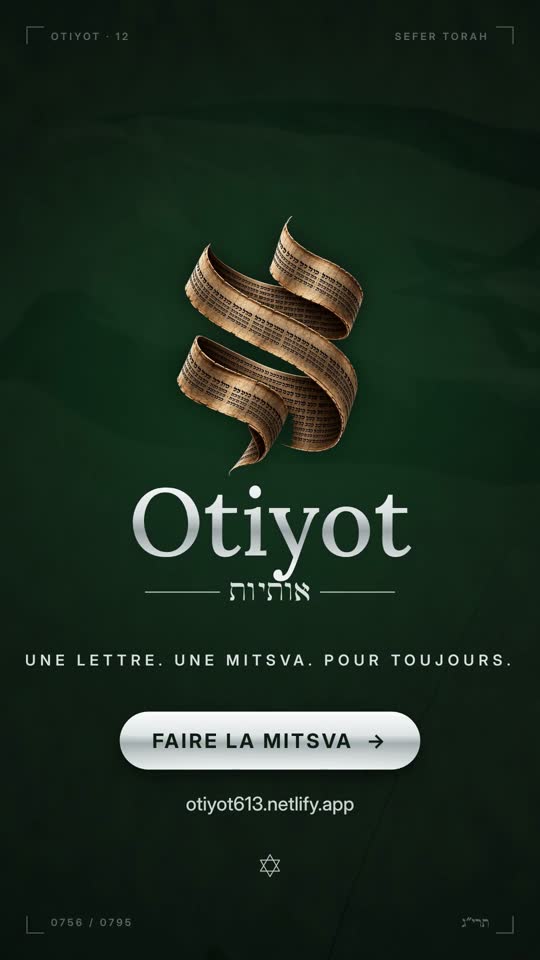 OTIYOT · 12
SEFER TORAH
Otiyot
אותיות
UNE LETTRE. UNE MITSVA. POUR TOUJOURS.
FAIRE LA MITSVA →
otiyot613.netlify.app
0756 / 0795
תרי״ג